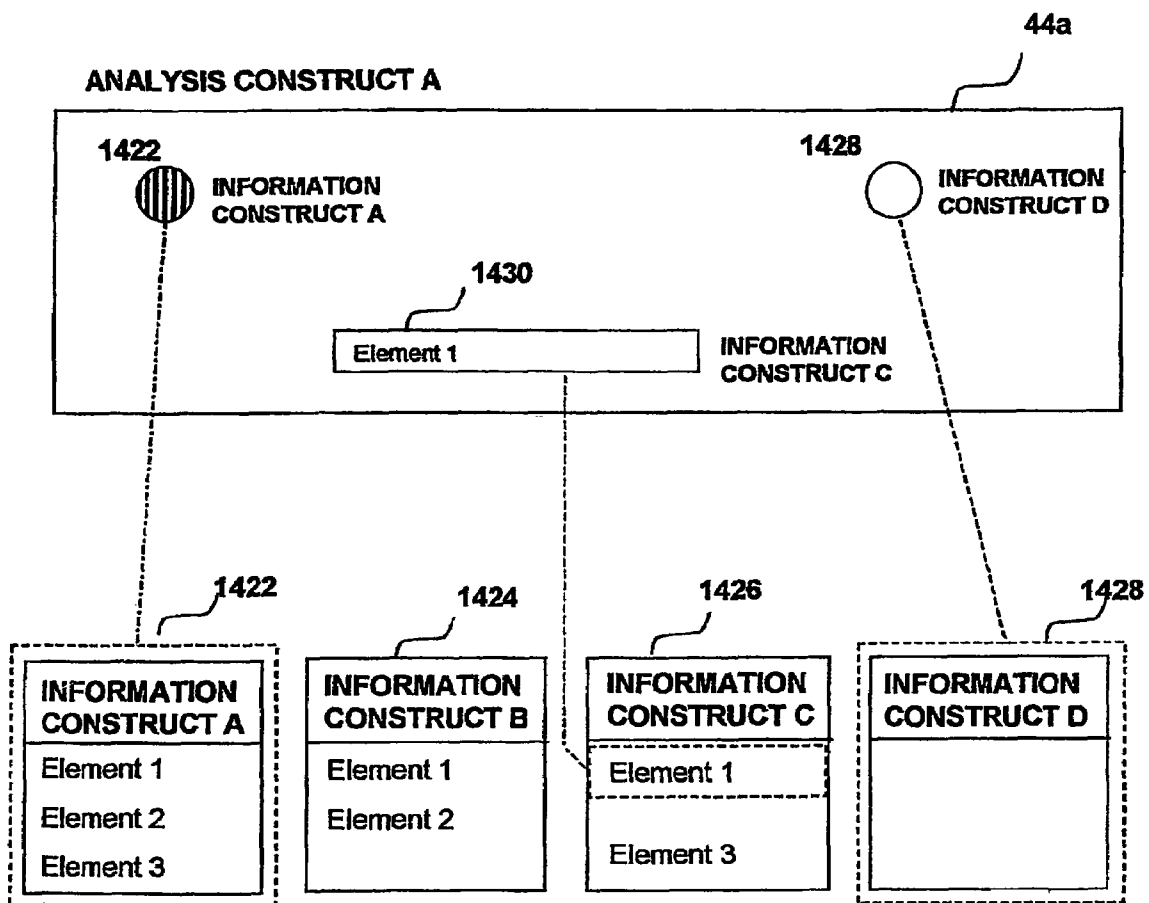 44a
ANALYSIS CONSTRUCT A
1422
INFORMATION
CONSTRUCT A
1428
INFORMATION
CONSTRUCT D
1430
Element 1
INFORMATION
CONSTRUCT C
1422
1424
1426
1428
INFORMATION
CONSTRUCT A
Element 1
Element 2
Element 3
INFORMATION
CONSTRUCT B
Element 1
Element 2
INFORMATION
CONSTRUCT C
Element 1
Element 3
INFORMATION
CONSTRUCT D